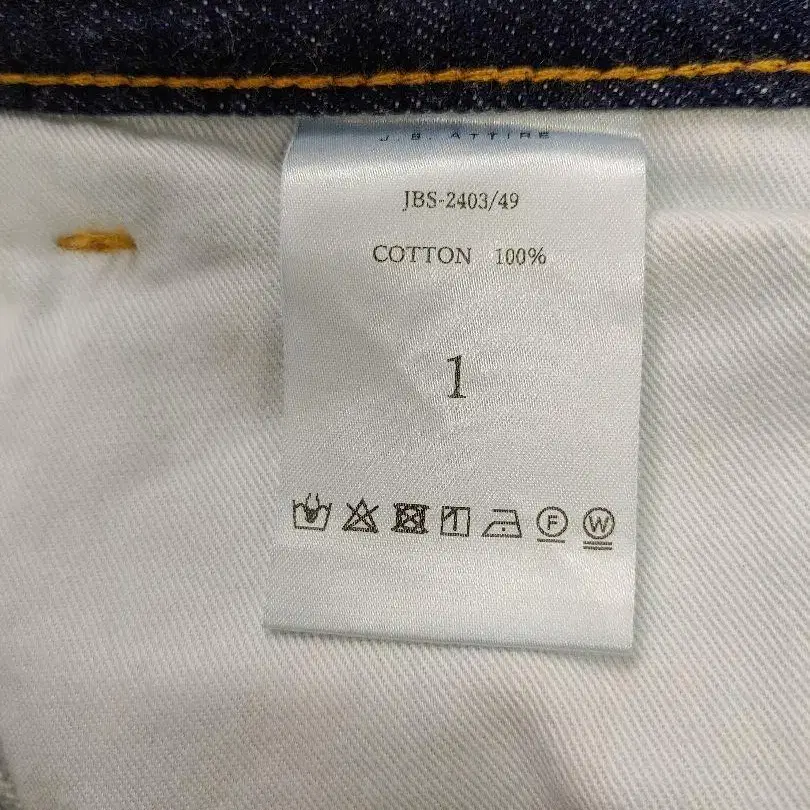 J.B. ATTIRE
JBS-2403/49
COTTON 100%
1
F W